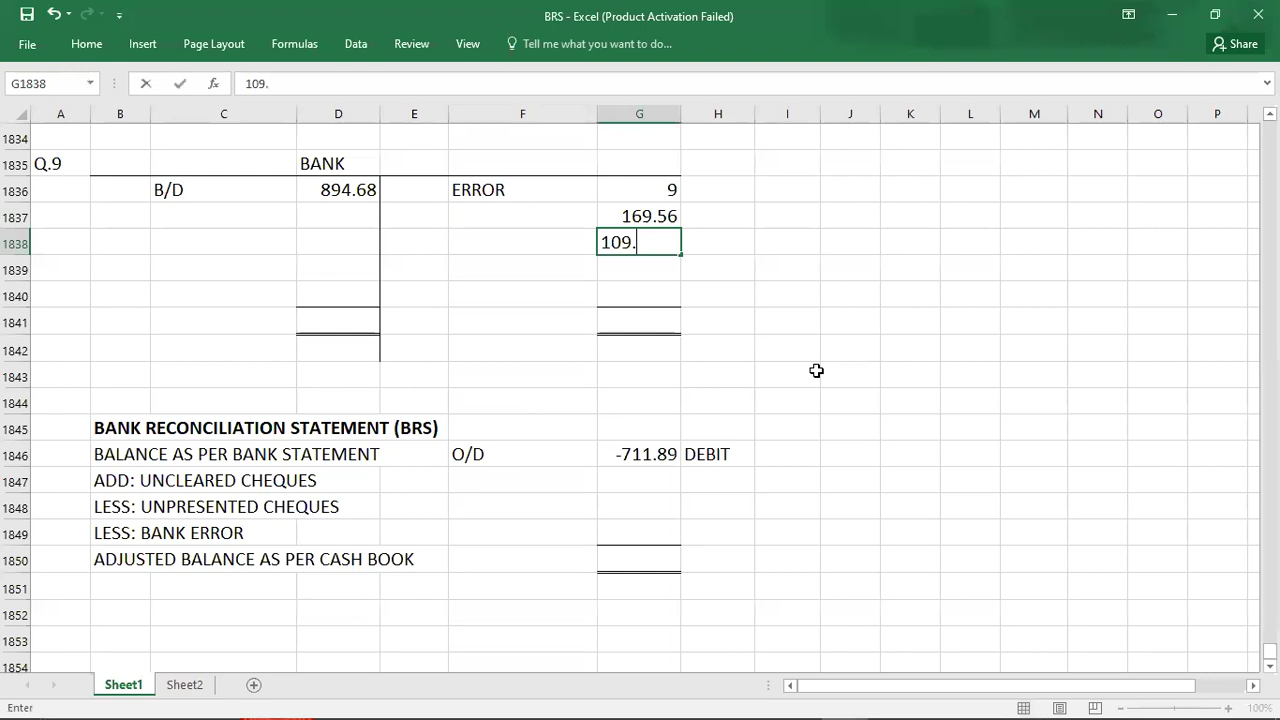 BRS - Excel (Product Activation Failed)
File Home Insert Page Layout Formulas Data Review View Tell me what you want to do... Share
G1838 fx 109.
A B C D E F G H I J K L M N O P
1834
1835 Q.9 BANK
1836 B/D 894.68 ERROR 9
1837 169.56
1838 109.
1839
1840
1841
1842
1843
1844
1845 BANK RECONCILIATION STATEMENT (BRS)
1846 BALANCE AS PER BANK STATEMENT O/D -711.89 DEBIT
1847 ADD: UNCLEARED CHEQUES
1848 LESS: UNPRESENTED CHEQUES
1849 LESS: BANK ERROR
1850 ADJUSTED BALANCE AS PER CASH BOOK
1851
1852
1853
1854
Sheet1 Sheet2
Enter 100%